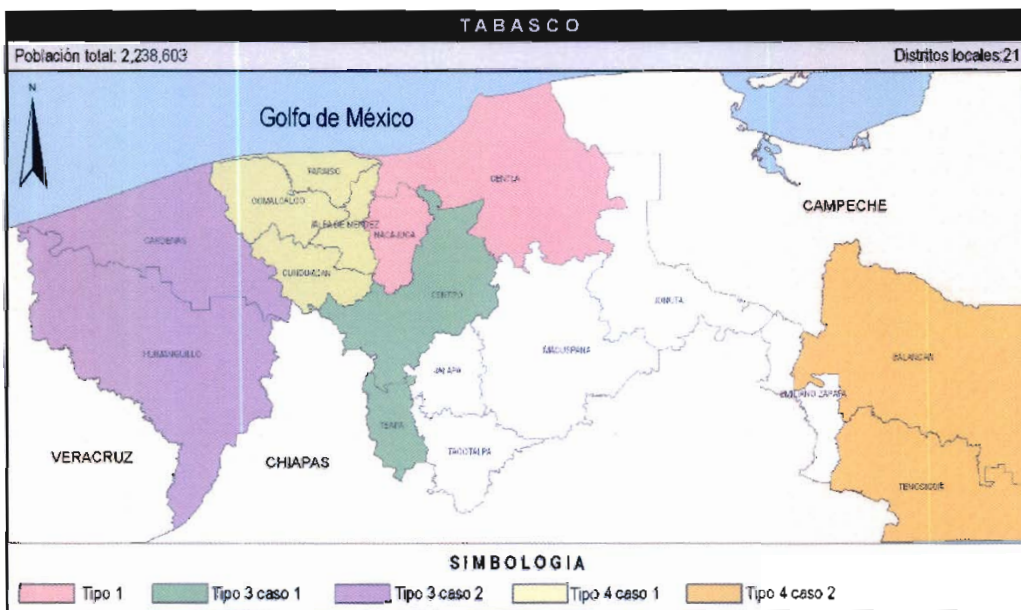 TABASCO
Población total: 2,238,603 Distritos locales:21
N
Golfo de México
PARAISO
CENTLA
COMALCALCO
CAMPECHE
JALPA DE MENDEZ
NACAJUCA
CARDENAS
CUNDUACAN
CENTRO
JONUTA
HUIMANGUILLO
MACUSPANA
BALANCAN
JALAPA
EMILIANO ZAPATA
TEAPA
VERACRUZ
CHIAPAS
TACOTALPA
TENOSIQUE
SIMBOLOGIA
Tipo 1 Tipo 3 caso 1 Tipo 3 caso 2 Tipo 4 caso 1 Tipo 4 caso 2